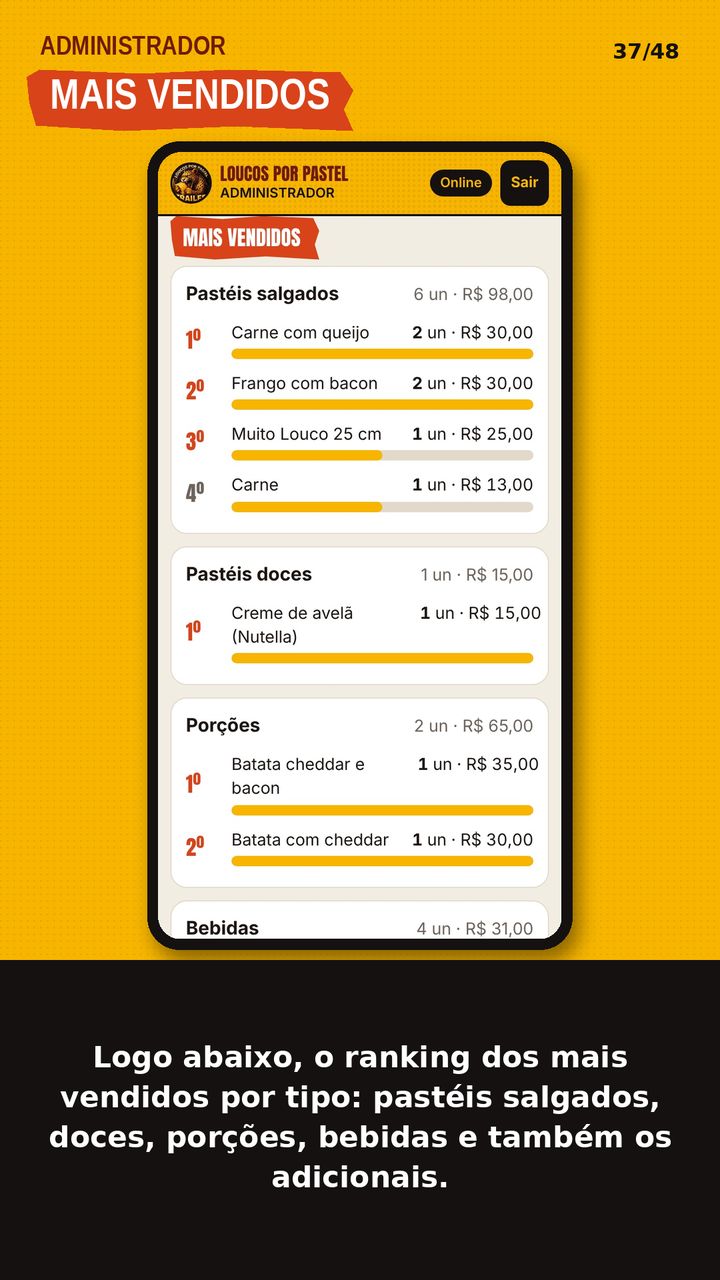 ADMINISTRADOR
37/48
MAIS VENDIDOS
LOUCOS POR PASTEL
ADMINISTRADOR
Online
Sair
MAIS VENDIDOS
Pastéis salgados 6 un · R$ 98,00
1º Carne com queijo 2 un · R$ 30,00
2º Frango com bacon 2 un · R$ 30,00
3º Muito Louco 25 cm 1 un · R$ 25,00
4º Carne 1 un · R$ 13,00
Pastéis doces 1 un · R$ 15,00
1º Creme de avelã 1 un · R$ 15,00
(Nutella)
Porções 2 un · R$ 65,00
1º Batata cheddar e 1 un · R$ 35,00
bacon
2º Batata com cheddar 1 un · R$ 30,00
Bebidas 4 un · R$ 31,00
Logo abaixo, o ranking dos mais
vendidos por tipo: pastéis salgados,
doces, porções, bebidas e também os
adicionais.